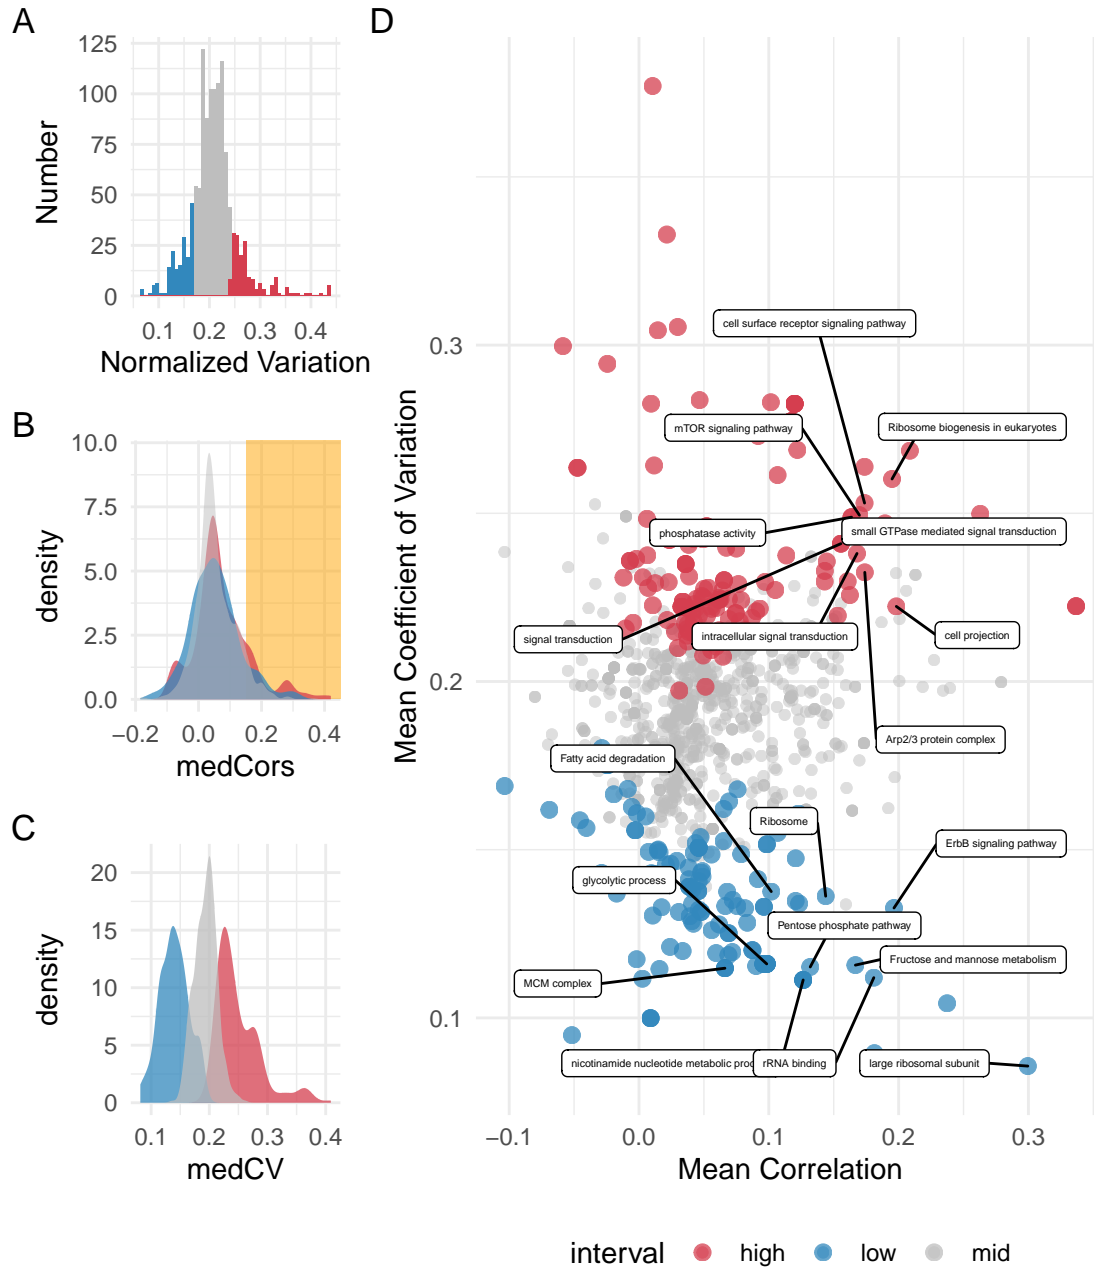 A
125
100
75
50
25
0
Number
0.1 0.2 0.3 0.4
Normalized Variation
B
10.0
7.5
5.0
2.5
0.0
density
−0.2 0.0 0.2 0.4
medCors
C
20
15
10
5
0
density
0.1 0.2 0.3 0.4
medCV
D
0.3
0.2
0.1
Mean Coefficient of Variation
cell surface receptor signaling pathway
mTOR signaling pathway
Ribosome biogenesis in eukaryotes
phosphatase activity
small GTPase mediated signal transduction
signal transduction
intracellular signal transduction
cell projection
Arp2/3 protein complex
Fatty acid degradation
Ribosome
ErbB signaling pathway
glycolytic process
Pentose phosphate pathway
Fructose and mannose metabolism
MCM complex
nicotinamide nucleotide metabolic
rRNA binding
large ribosomal subunit
−0.1 0.0 0.1 0.2 0.3
Mean Correlation
interval high low mid